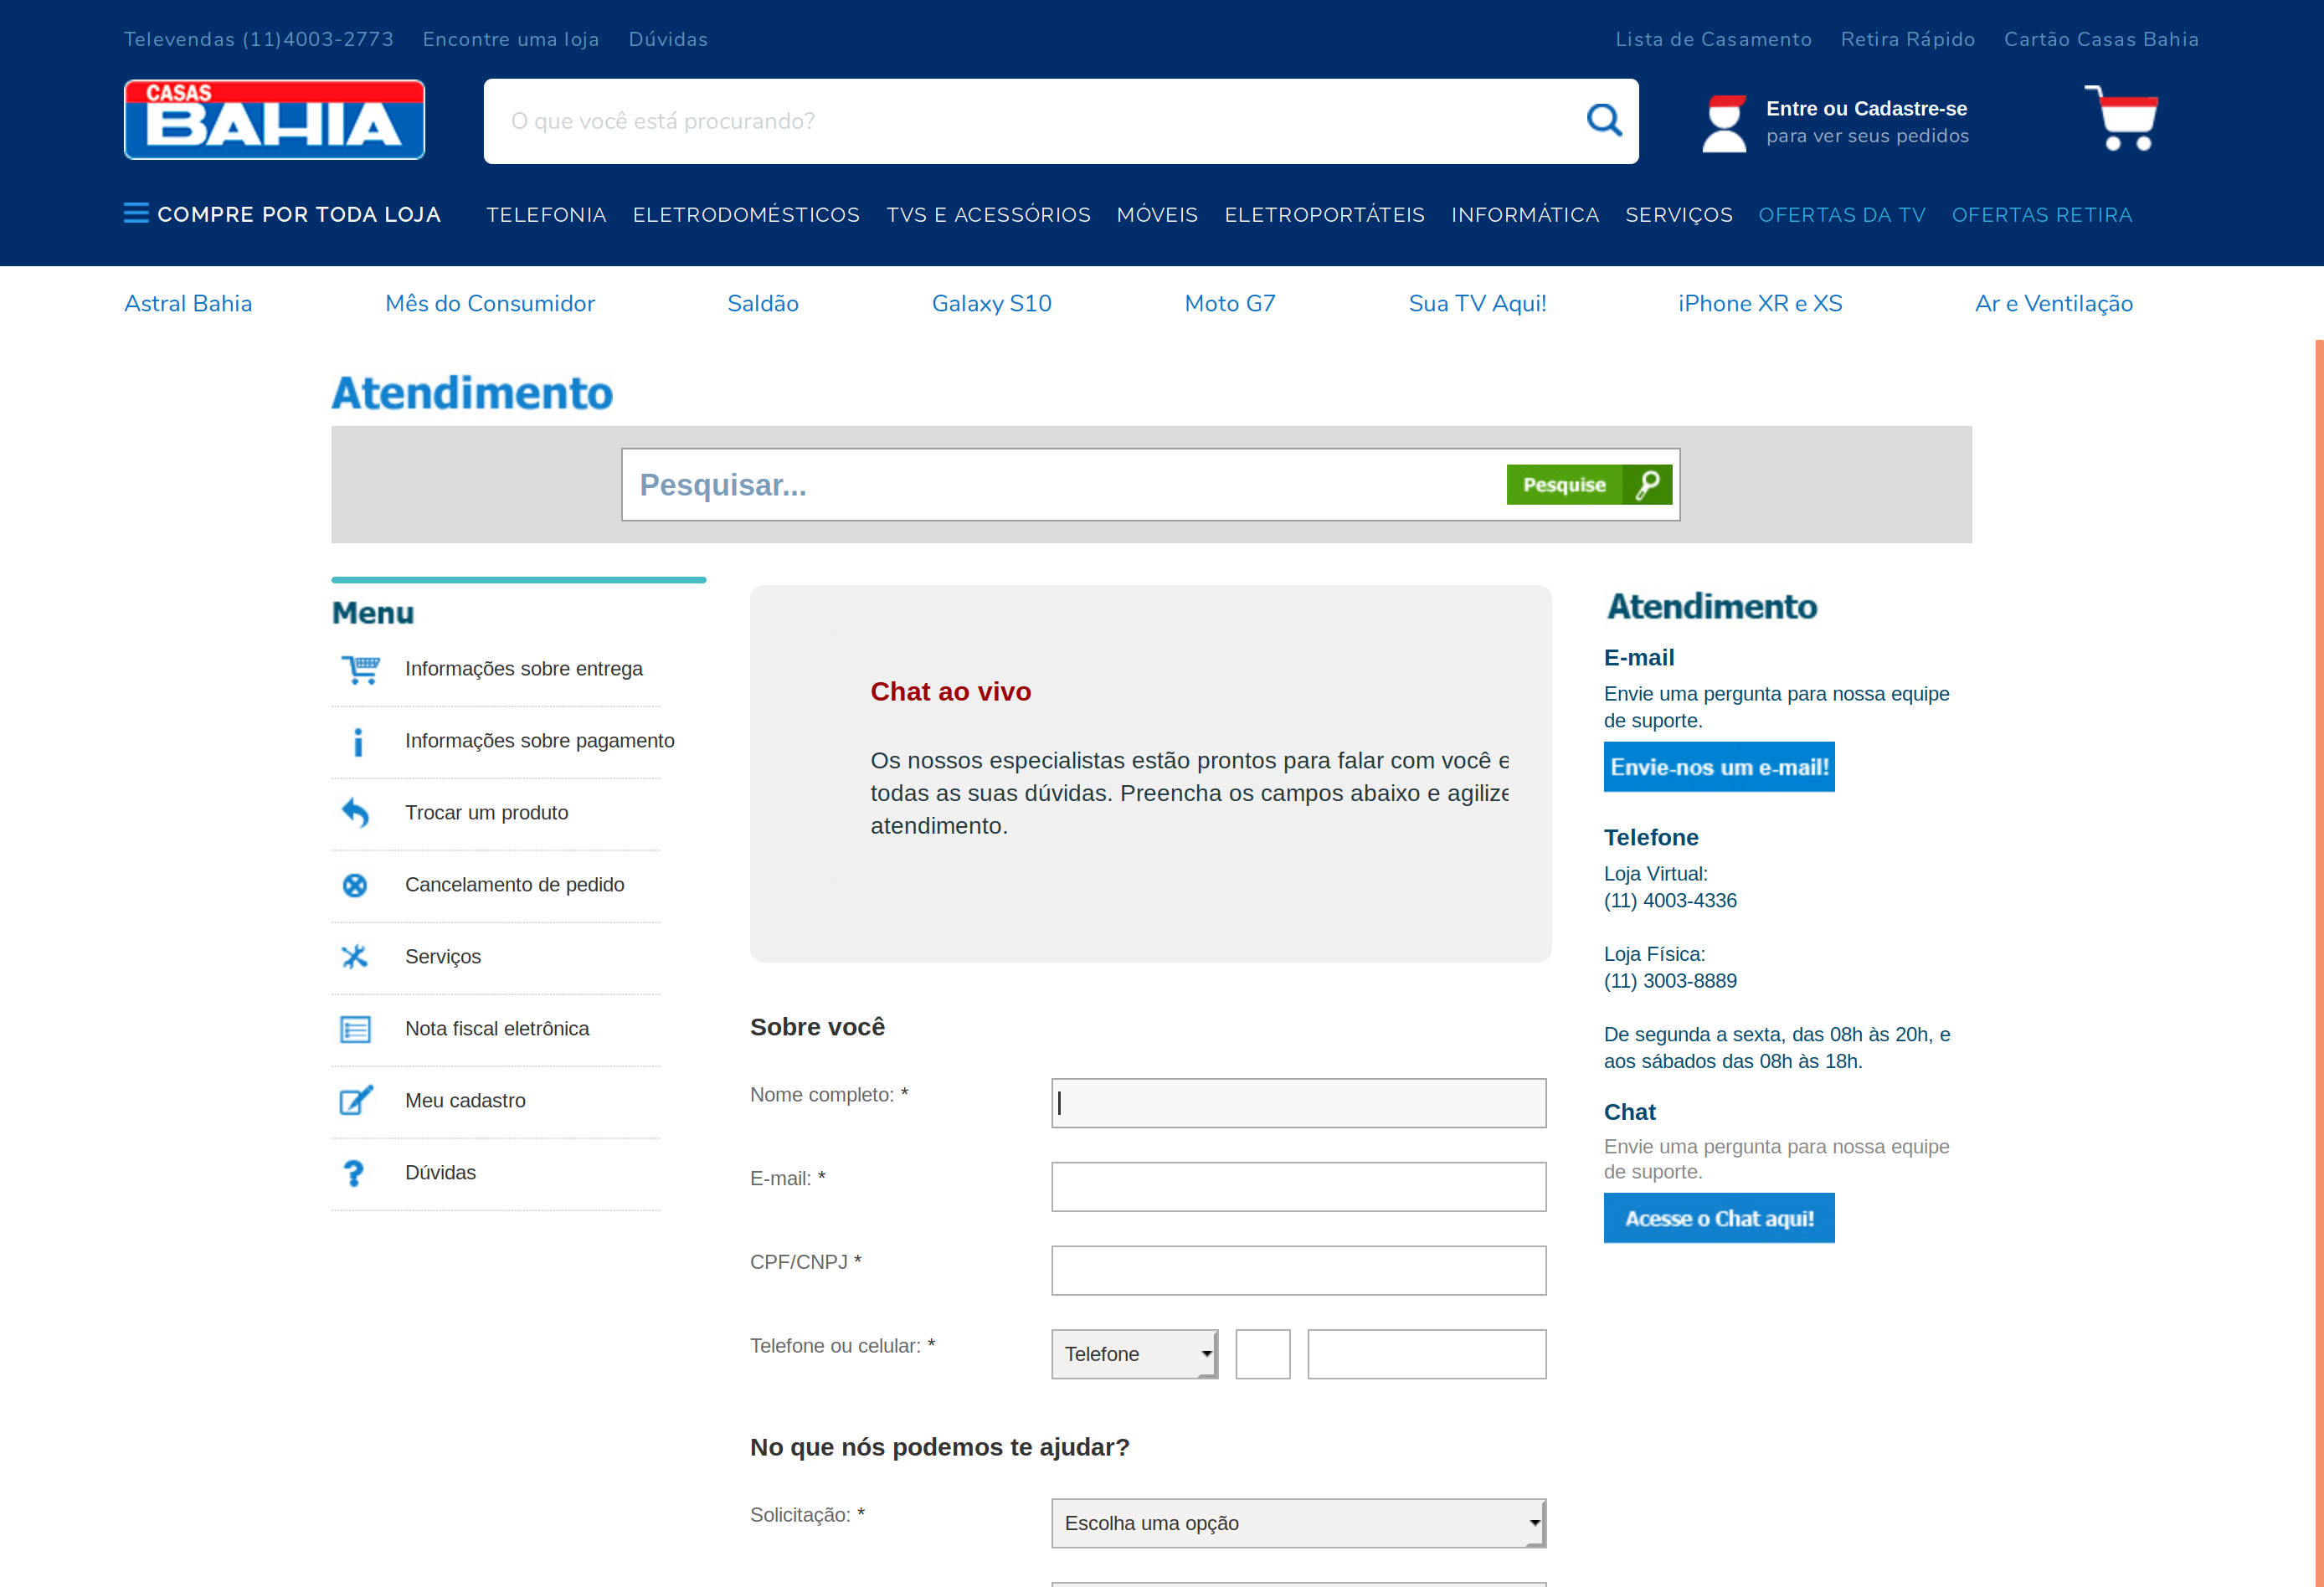 Televendas (11)4003-2773 Encontre uma loja Dúvidas Lista de Casamento Retira Rápido Cartão Casas Bahia
CASAS
BAHIA
O que você está procurando?
Entre ou Cadastre-se
para ver seus pedidos
COMPRE POR TODA LOJA TELEFONIA ELETRODOMÉSTICOS TVS E ACESSÓRIOS MÓVEIS ELETROPORTÁTEIS INFORMÁTICA SERVIÇOS OFERTAS DA TV OFERTAS RETIRA
Astral Bahia Mês do Consumidor Saldão Galaxy S10 Moto G7 Sua TV Aqui! iPhone XR e XS Ar e Ventilação
Atendimento
Pesquisar... Pesquise
Menu
Informações sobre entrega
Informações sobre pagamento
Trocar um produto
Cancelamento de pedido
Serviços
Nota fiscal eletrônica
Meu cadastro
Dúvidas
Chat ao vivo
Os nossos especialistas estão prontos para falar com você e
todas as suas dúvidas. Preencha os campos abaixo e agilize
atendimento.
Sobre você
Nome completo: *
E-mail: *
CPF/CNPJ *
Telefone ou celular: * Telefone
No que nós podemos te ajudar?
Solicitação: * Escolha uma opção
Atendimento
E-mail
Envie uma pergunta para nossa equipe
de suporte.
Envie-nos um e-mail!
Telefone
Loja Virtual:
(11) 4003-4336
Loja Física:
(11) 3003-8889
De segunda a sexta, das 08h às 20h, e
aos sábados das 08h às 18h.
Chat
Envie uma pergunta para nossa equipe
de suporte.
Acesse o Chat aqui!